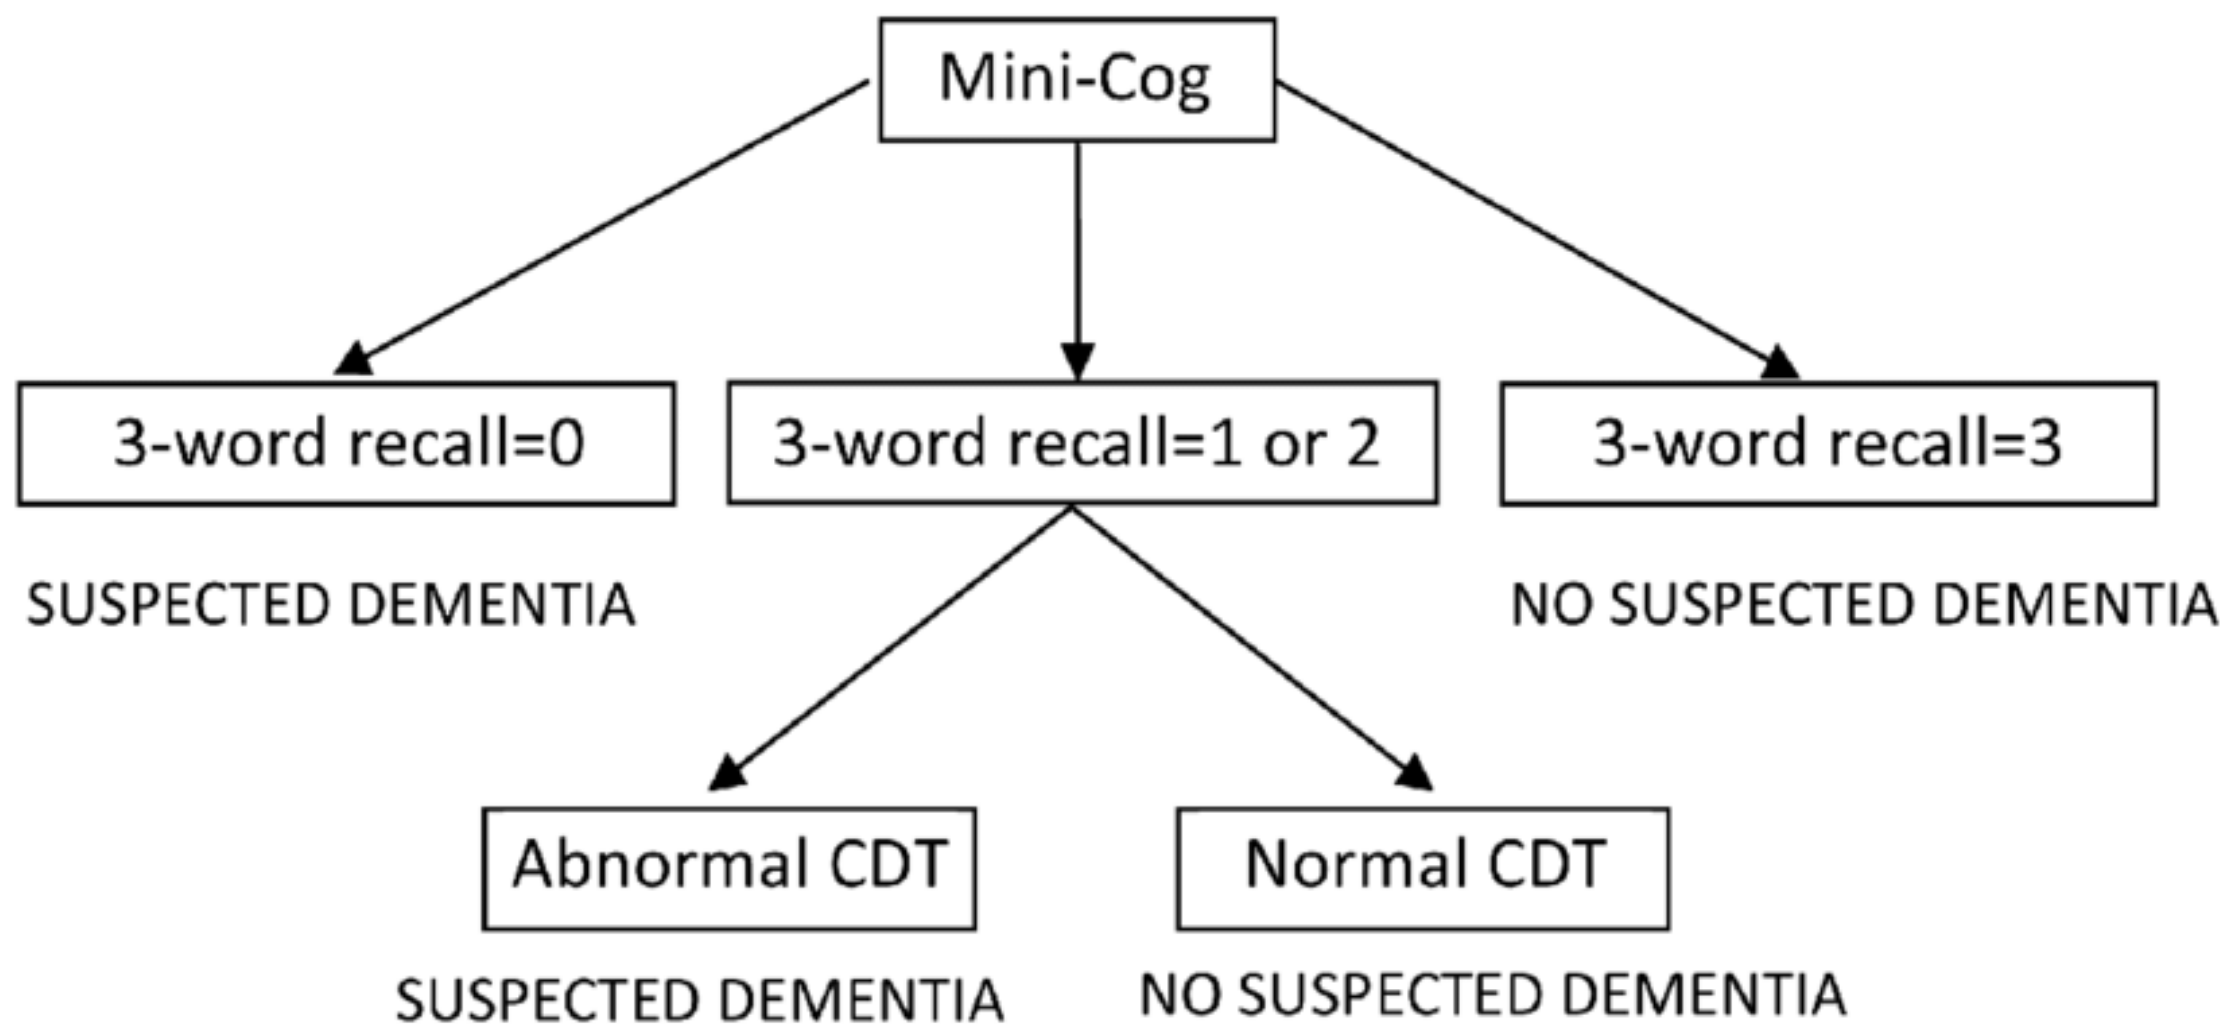 Mini-Cog
3-word recall=0
3-word recall=1 or 2
3-word recall=3
SUSPECTED DEMENTIA
NO SUSPECTED DEMENTIA
Abnormal CDT
Normal CDT
SUSPECTED DEMENTIA
NO SUSPECTED DEMENTIA